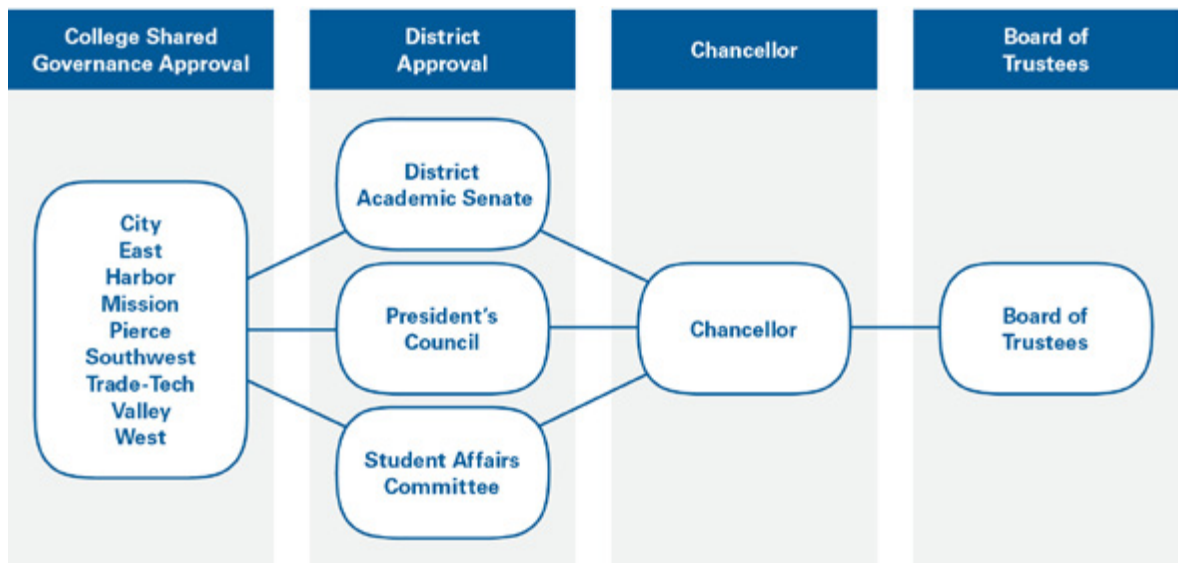 College Shared
Governance Approval
District
Approval
Chancellor
Board of
Trustees
City
East
Harbor
Mission
Pierce
Southwest
Trade-Tech
Valley
West
District
Academic Senate
President’s
Council
Student Affairs
Committee
Chancellor
Board of
Trustees